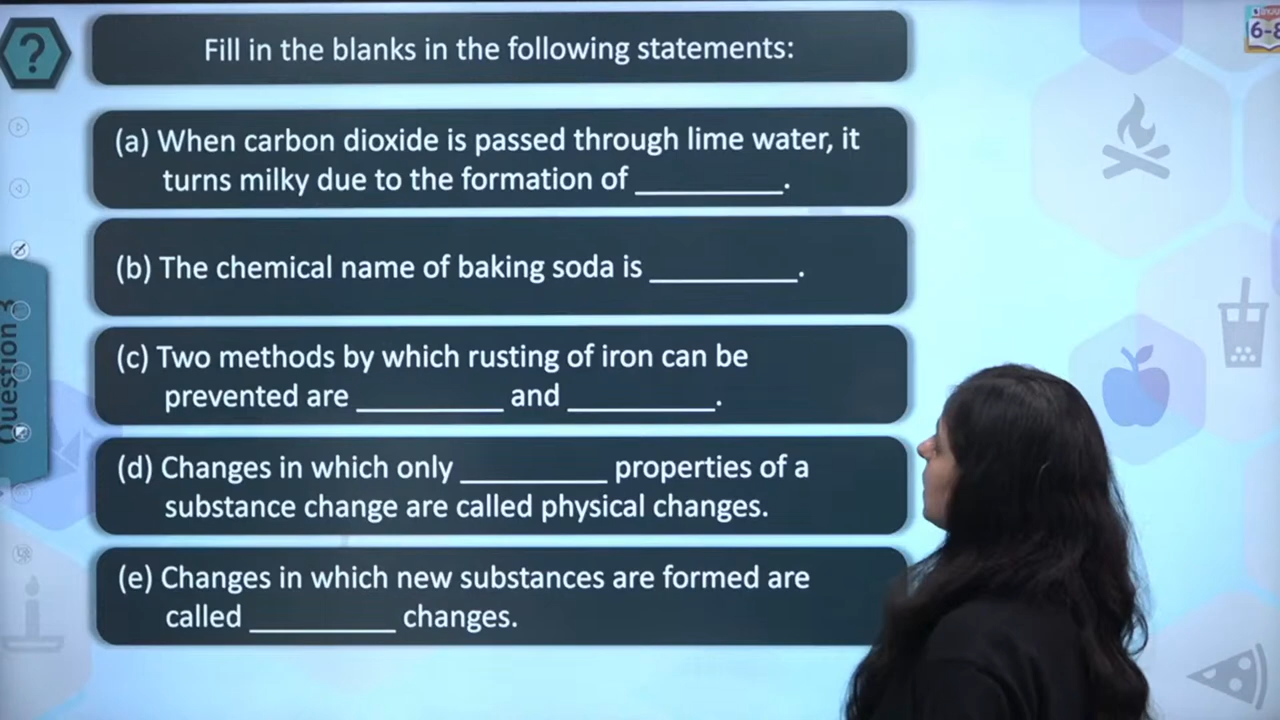 Fill in the blanks in the following statements:
(a) When carbon dioxide is passed through lime water, it
turns milky due to the formation of __________.
(b) The chemical name of baking soda is __________.
(c) Two methods by which rusting of iron can be
prevented are __________ and __________.
(d) Changes in which only __________ properties of a
substance change are called physical changes.
(e) Changes in which new substances are formed are
called __________ changes.
Question 3
?
6-8